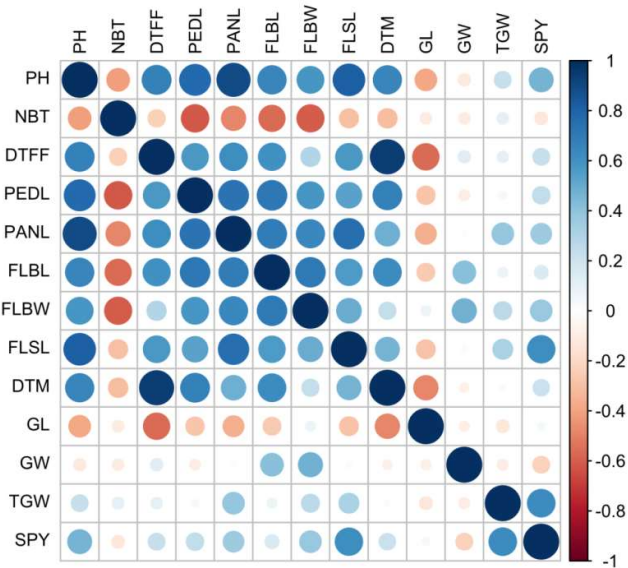 PH NBT DTFF PEDL PANL FLBL FLBW FLSL DTM GL GW TGW SPY
PH
NBT
DTFF
PEDL
PANL
FLBL
FLBW
FLSL
DTM
GL
GW
TGW
SPY
1
0.8
0.6
0.4
0.2
0
-0.2
-0.4
-0.6
-0.8
-1